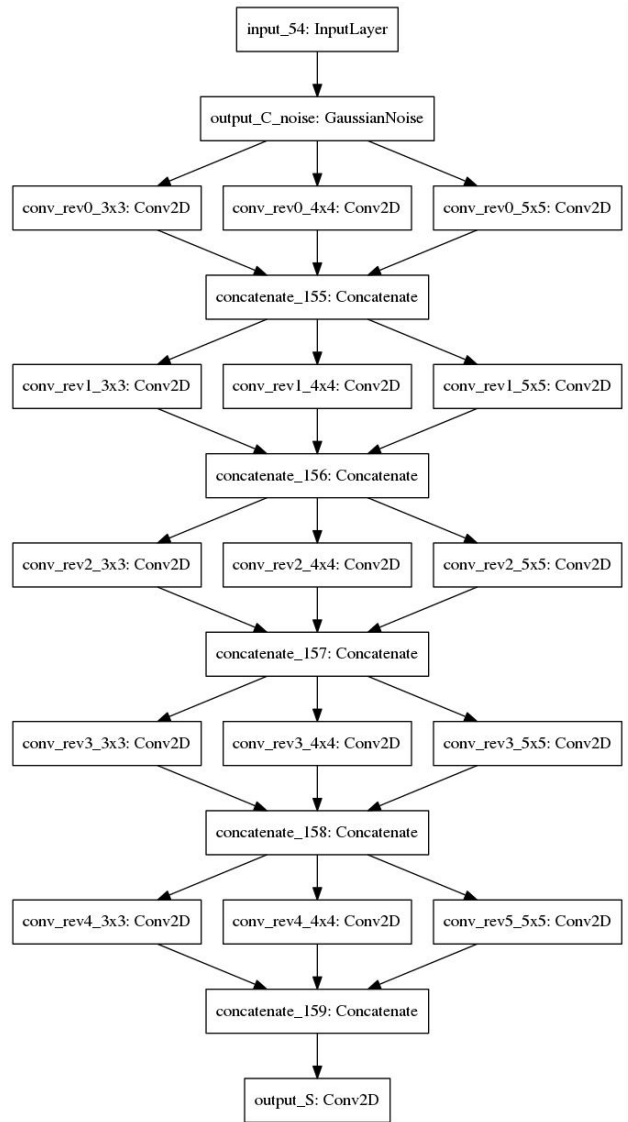 input_54: InputLayer
output_C_noise: GaussianNoise
conv_rev0_3x3: Conv2D
conv_rev0_4x4: Conv2D
conv_rev0_5x5: Conv2D
concatenate_155: Concatenate
conv_rev1_3x3: Conv2D
conv_rev1_4x4: Conv2D
conv_rev1_5x5: Conv2D
concatenate_156: Concatenate
conv_rev2_3x3: Conv2D
conv_rev2_4x4: Conv2D
conv_rev2_5x5: Conv2D
concatenate_157: Concatenate
conv_rev3_3x3: Conv2D
conv_rev3_4x4: Conv2D
conv_rev3_5x5: Conv2D
concatenate_158: Concatenate
conv_rev4_3x3: Conv2D
conv_rev4_4x4: Conv2D
conv_rev5_5x5: Conv2D
concatenate_159: Concatenate
output_S: Conv2D